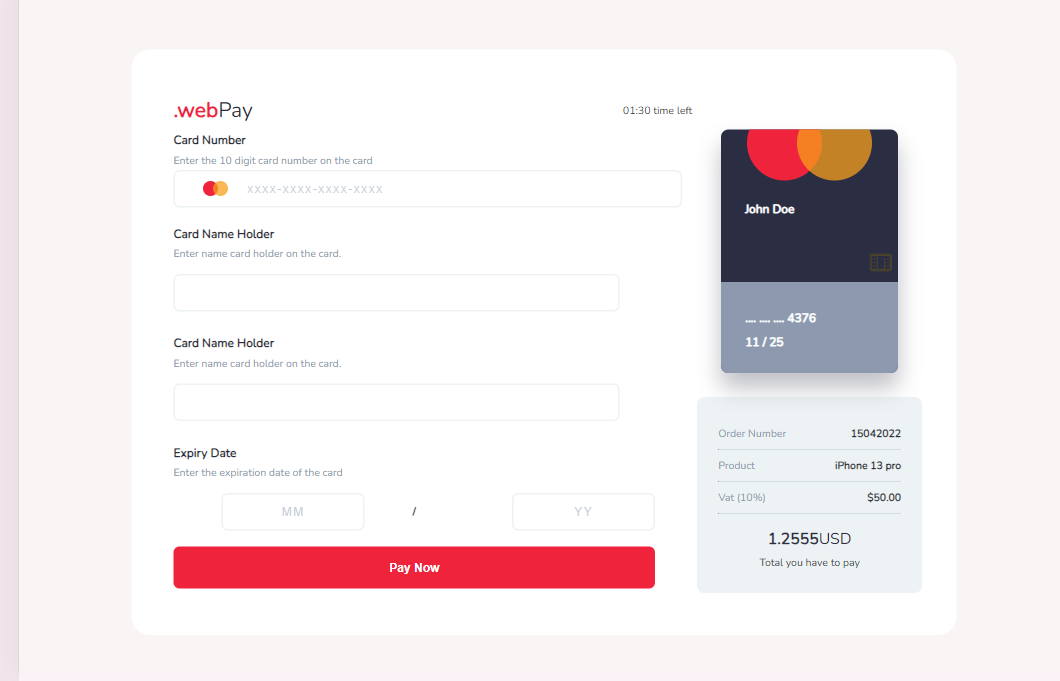 .webPay
01:30 time left
Card Number
Enter the 10 digit card number on the card
xxxx-xxxx-xxxx-xxxx
Card Name Holder
Enter name card holder on the card.
Card Name Holder
Enter name card holder on the card.
Expiry Date
Enter the expiration date of the card
MM / YY
Pay Now
John Doe
.... .... .... 4376
11 / 25
Order Number 15042022
Product iPhone 13 pro
Vat (10%) $50.00
1.2555USD
Total you have to pay